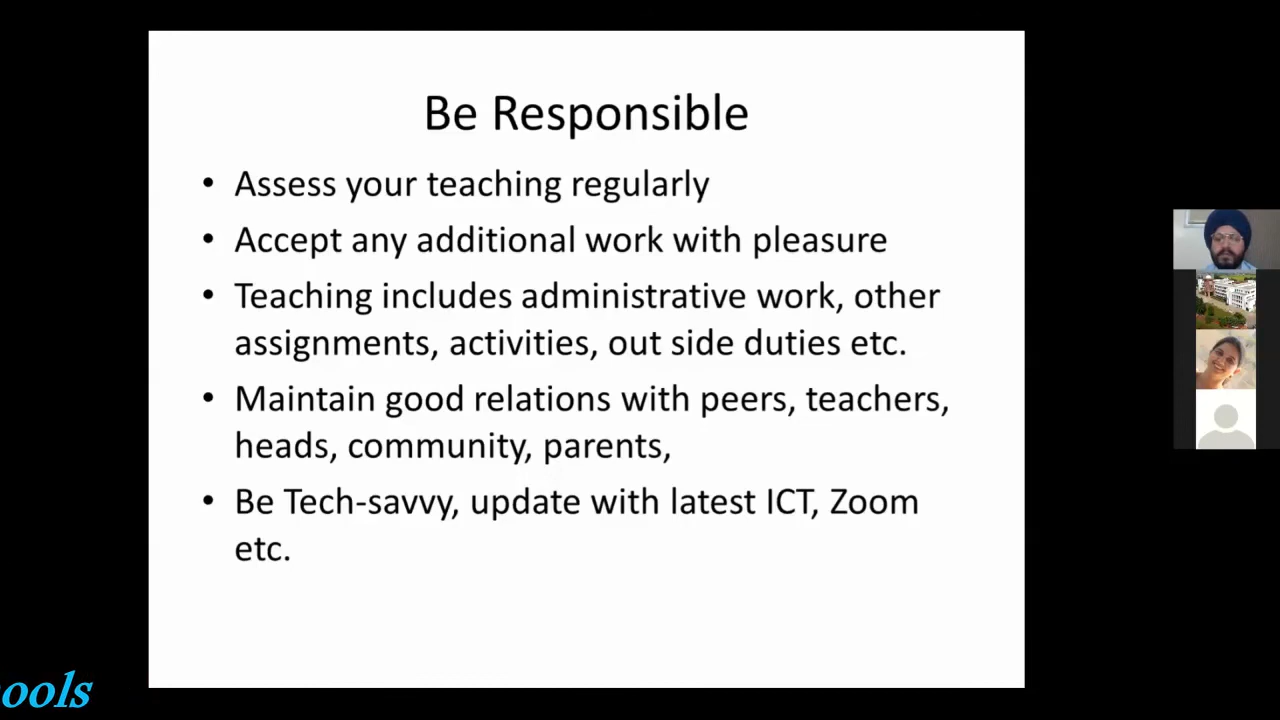 Be Responsible
• Assess your teaching regularly
• Accept any additional work with pleasure
• Teaching includes administrative work, other
assignments, activities, out side duties etc.
• Maintain good relations with peers, teachers,
heads, community, parents,
• Be Tech-savvy, update with latest ICT, Zoom
etc.
ools